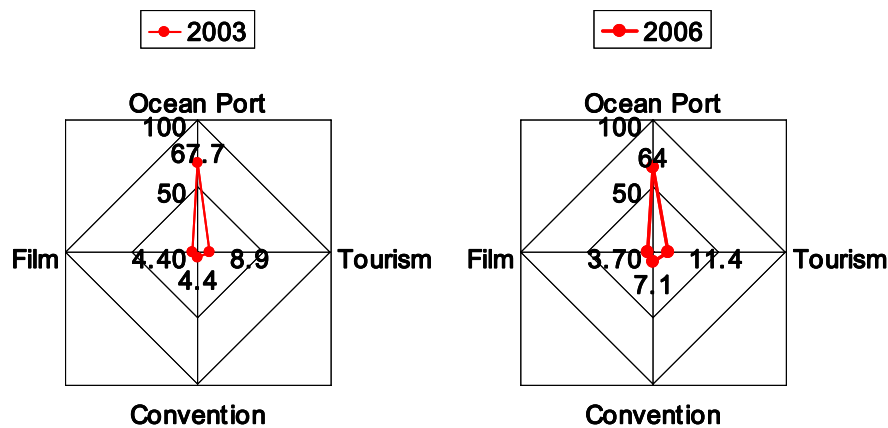 2003
Ocean Port
100
67.7
50
Film
4.40
8.9
Tourism
4.4
Convention
2006
Ocean Port
100
64
50
Film
3.70
11.4
Tourism
7.1
Convention